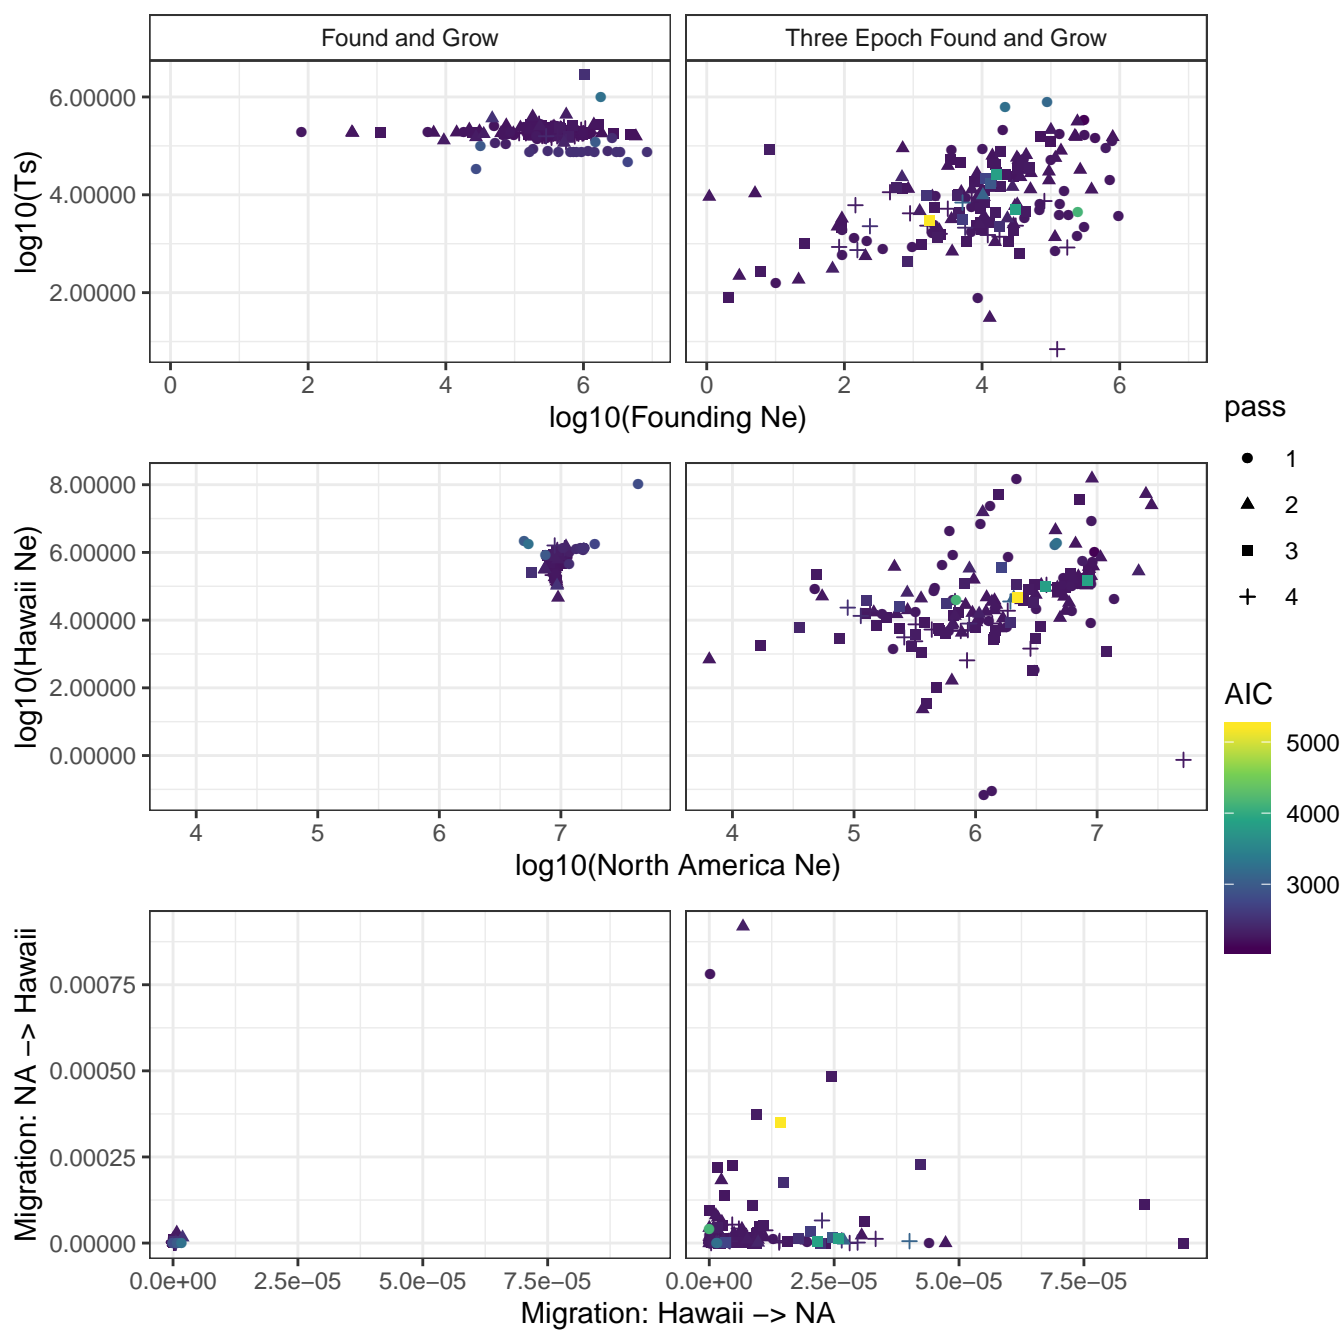 Found and Grow
Three Epoch Found and Grow
log10(Ts)
6.00000
4.00000
2.00000
0 2 4 6
0 2 4 6
log10(Founding Ne)
log10(Hawaii Ne)
8.00000
6.00000
4.00000
2.00000
0.00000
4 5 6 7
4 5 6 7
log10(North America Ne)
Migration: NA −> Hawaii
0.00075
0.00050
0.00025
0.00000
0.0e+00 2.5e−05 5.0e−05 7.5e−05
0.0e+00 2.5e−05 5.0e−05 7.5e−05
Migration: Hawaii −> NA
pass
1
2
3
4
AIC
5000
4000
3000